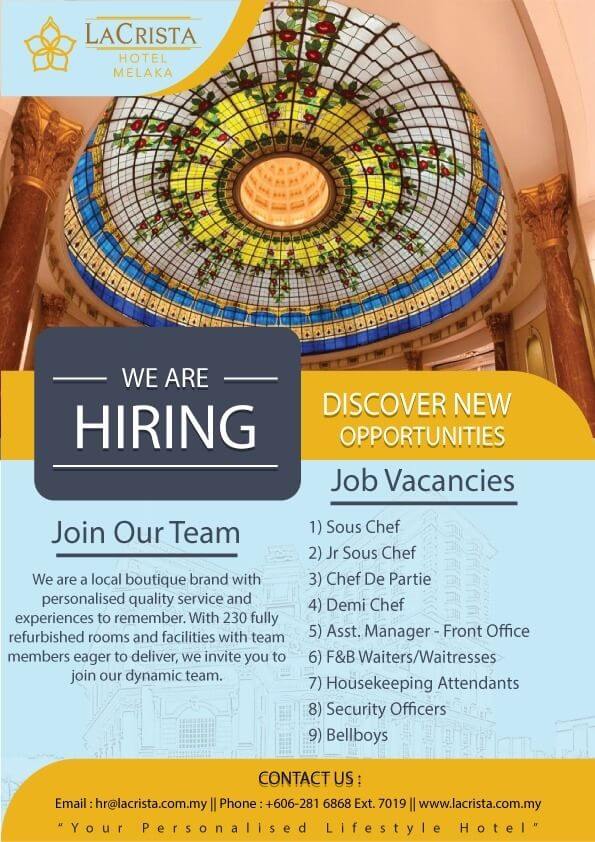 LACRISTA
HOTEL
MELAKA
WE ARE
HIRING
DISCOVER NEW
OPPORTUNITIES
Join Our Team
We are a local boutique brand with
personalised quality service and
experiences to remember. With 230 fully
refurbished rooms and facilities with team
members eager to deliver, we invite you to
join our dynamic team.
Job Vacancies
1) Sous Chef
2) Jr Sous Chef
3) Chef De Partie
4) Demi Chef
5) Asst. Manager - Front Office
6) F&B Waiters/Waitresses
7) Housekeeping Attendants
8) Security Officers
9) Bellboys
CONTACT US :
Email : hr@lacrista.com.my || Phone : +606-281 6868 Ext. 7019 || www.lacrista.com.my
"Your Personalised Lifestyle Hotel"